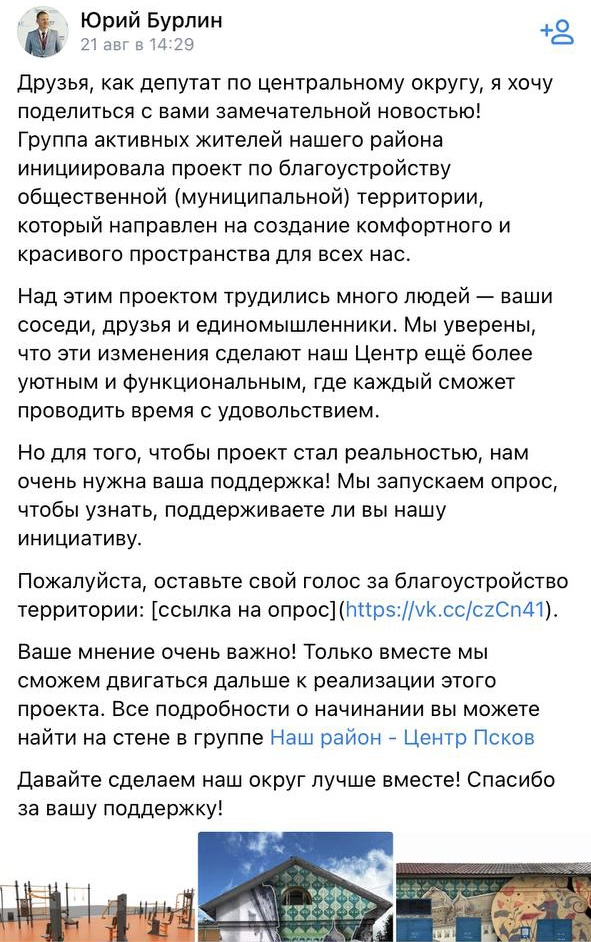 Юрий Бурлин
21 авг в 14:29
Друзья, как депутат по центральному округу, я хочу
поделиться с вами замечательной новостью!
Группа активных жителей нашего района
инициировала проект по благоустройству
общественной (муниципальной) территории,
который направлен на создание комфортного и
красивого пространства для всех нас.
Над этим проектом трудились много людей — ваши
соседи, друзья и единомышленники. Мы уверены,
что эти изменения сделают наш Центр ещё более
уютным и функциональным, где каждый сможет
проводить время с удовольствием.
Но для того, чтобы проект стал реальностью, нам
очень нужна ваша поддержка! Мы запускаем опрос,
чтобы узнать, поддерживаете ли вы нашу
инициативу.
Пожалуйста, оставьте свой голос за благоустройство
территории: [ссылка на опрос](https://vk.cc/czCn41).
Ваше мнение очень важно! Только вместе мы
сможем двигаться дальше к реализации этого
проекта. Все подробности о начинании вы можете
найти на стене в группе Наш район - Центр Псков
Давайте сделаем наш округ лучше вместе! Спасибо
за вашу поддержку!